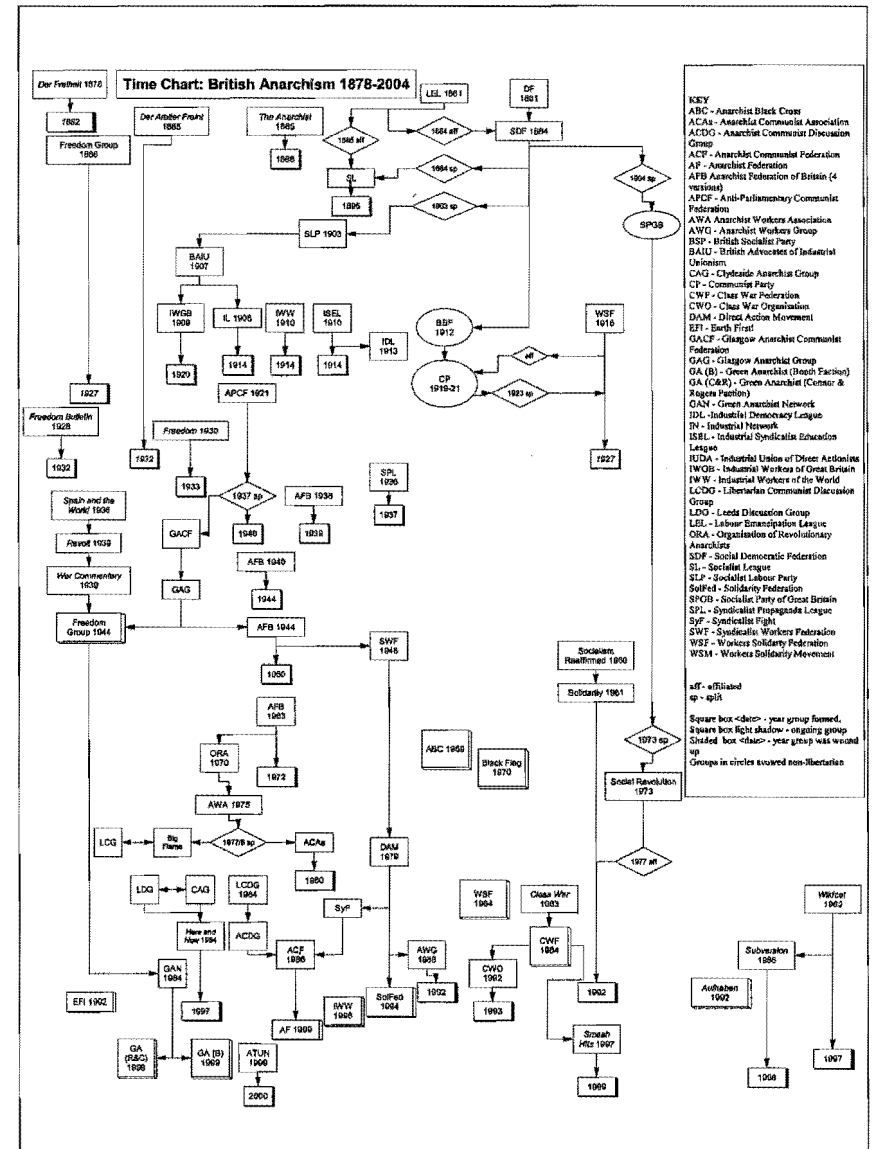 Time Chart: British Anarchism 1878-2004
Der Freiheit 1878
1882
Freedom Group
1886
Der Arbiter Freint
1885
The Anarchist
1885
1888
LEL 1881
DF
1881
1884 aff
SDF 1884
1885 aff
SL
1884 sp
1895
1903 sp
SLP 1903
1904 sp
SPGB
BAIU
1907
IWGB
1909
IL 1908
IWW
1910
ISEL
1910
IDL
1913
1920
1914
1914
1914
BSP
1912
WSF
1916
aff
CP
1919-21
1923 sp
1927
1927
Freedom Bulletin
1928
1932
1932
APCF 1921
Freedom 1930
1933
1937 sp
1940
AFB 1938
1939
SPL
1936
1937
Spain and the
World 1936
Revolt 1939
War Commentary
1939
Freedom
Group 1944
GACF
GAG
AFB 1940
1944
AFB 1944
1950
SWF
1948
Socialism
Reaffirmed 1960
Solidarity 1961
AFB
1963
ORA
1970
1972
ABC 1969
Black Flag
1970
1973 sp
Social Revolution
1973
AWA 1975
1977/8 sp
LCG
Big
Flame
ACAs
1980
DAM
1979
1977 aff
LDG
CAG
LCDG
1984
ACDG
SyF
WSF
1984
Class War
1983
Wildcat
1982
Here and
Now 1984
ACF
1986
AWG
1988
CWF
1984
CWO
1992
Subversion
1985
GAN
1984
EFI 1992
1997
IWW
1995
SolFed
1994
1992
1993
1992
Aufheben
1992
AF 1999
Smash
Hits 1997
1997
GA
(R&C)
1998
GA (B)
1999
ATUN
1998
2000
1989
1998
KEY
ABC - Anarchist Black Cross
ACAs - Anarchist Communist Association
ACDG - Anarchist Communist Discussion
Group
ACF - Anarchist Communist Federation
AF - Anarchist Federation
AFB Anarchist Federation of Britain (4
versions)
APCF - Anti-Parliamentary Communist
Federation
AWA Anarchist Workers Association
AWG - Anarchist Workers Group
BSP - British Socialist Party
BAIU - British Advocates of Industrial
Unionism
CAG - Clydeside Anarchist Group
CP - Communist Party
CWF - Class War Federation
CWO - Class War Organisation
DAM - Direct Action Movement
EFI - Earth First!
GACF - Glasgow Anarchist Communist
Federation
GAG - Glasgow Anarchist Group
GA (B) - Green Anarchist (Booth Faction)
GA (C&R) - Green Anarchist (Connor &
Rogers Faction)
GAN - Green Anarchist Network
IDL -Industrial Democracy League
IN - Industrial Network
ISEL - Industrial Syndicalist Education
League
IUDA - Industrial Union of Direct Actionists
IWGB - Industrial Workers of Great Britain
IWW - Industrial Workers of the World
LCDG - Libertarian Communist Discussion
Group
LDG - Leeds Discussion Group
LEL - Labour Emancipation League
ORA - Organisation of Revolutionary
Anarchists
SDF - Social Democratic Federation
SL - Socialist League
SLP - Socialist Labour Party
SolFed - Solidarity Federation
SPGB - Socialist Party of Great Britain
SPL - Syndicalist Propaganda League
SyF - Syndicalist Fight
SWF - Syndicalist Workers Federation
WSF - Workers Solidarty Federation
WSM - Workers Solidarity Movement
aff - affiliated
sp - split
Square box <date> - year group formed.
Square box light shadow - ongoing group
Shaded box <date> - year group was wound
up
Groups in circles avowed non-libertarian